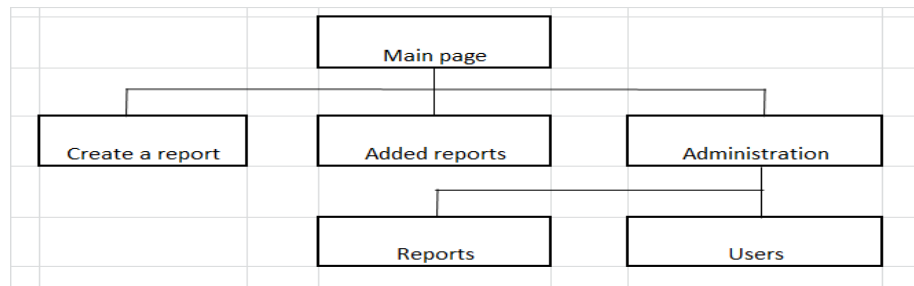 Main page
Create a report
Added reports
Administration
Reports
Users